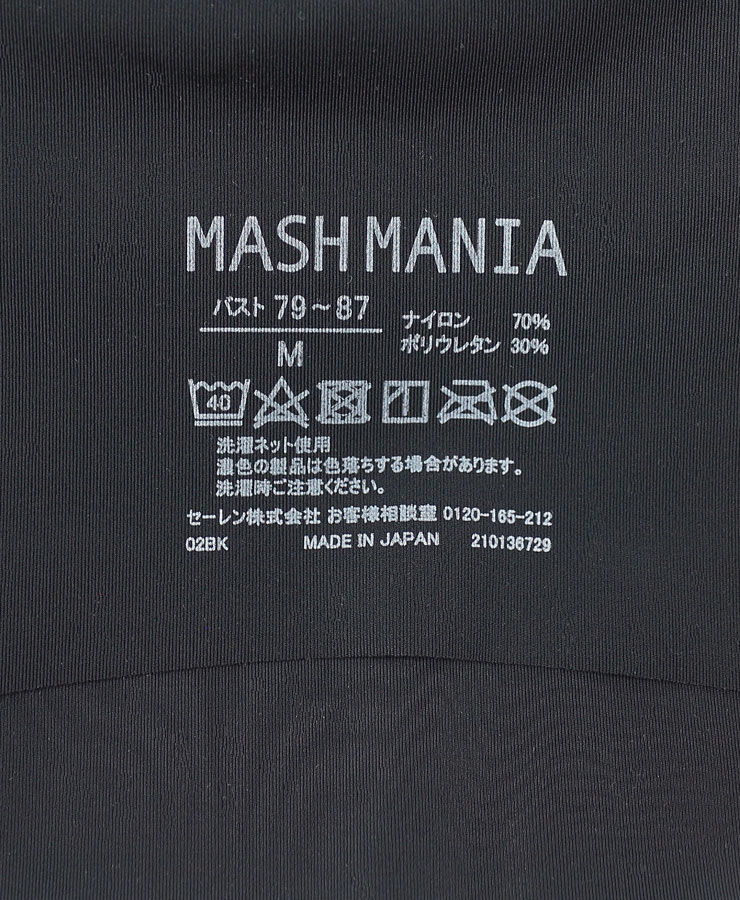 MASH MANIA
バスト 79～87
M
ナイロン 70%
ポリウレタン 30%
40
洗濯ネット使用
濃色の製品は色落ちする場合があります。
洗濯時ご注意ください。
セーレン株式会社 お客様相談室 0120-165-212
02BK MADE IN JAPAN 210136729